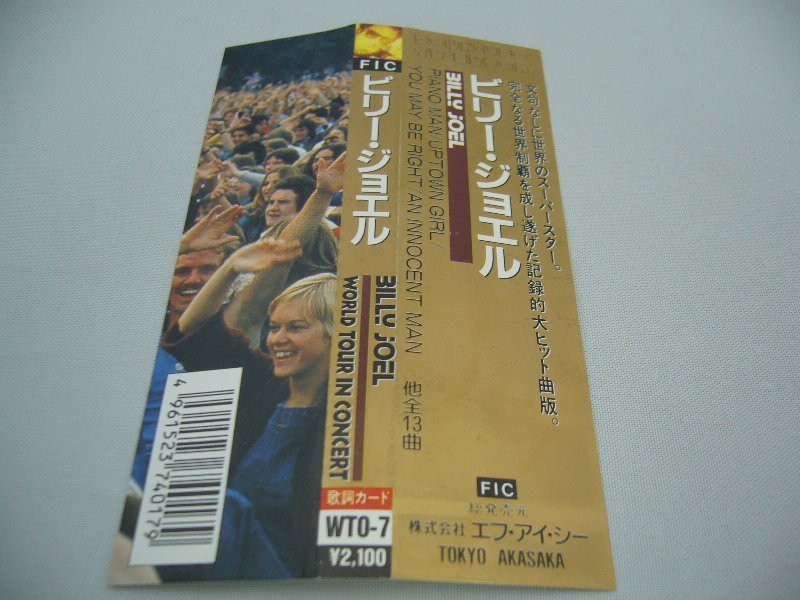 文句なしに世界のスーパースター。
完全なる世界制覇を成し遂げた記録的大ヒット曲版。
ビリー・ジョエル
BILLY JOEL
PIANO MAN/UPTOWN GIRL/
YOU MAY BE RIGHT/AN INNOCENT MAN 他全13曲
FIC
総発売元
株式会社 エフ・アイ・シー
TOKYO AKASAKA
FIC
ビリー・ジョエル
BILLY JOEL
WORLD TOUR IN CONCERT
歌詞カード
WTO-7
¥2,100
4 961523 740179